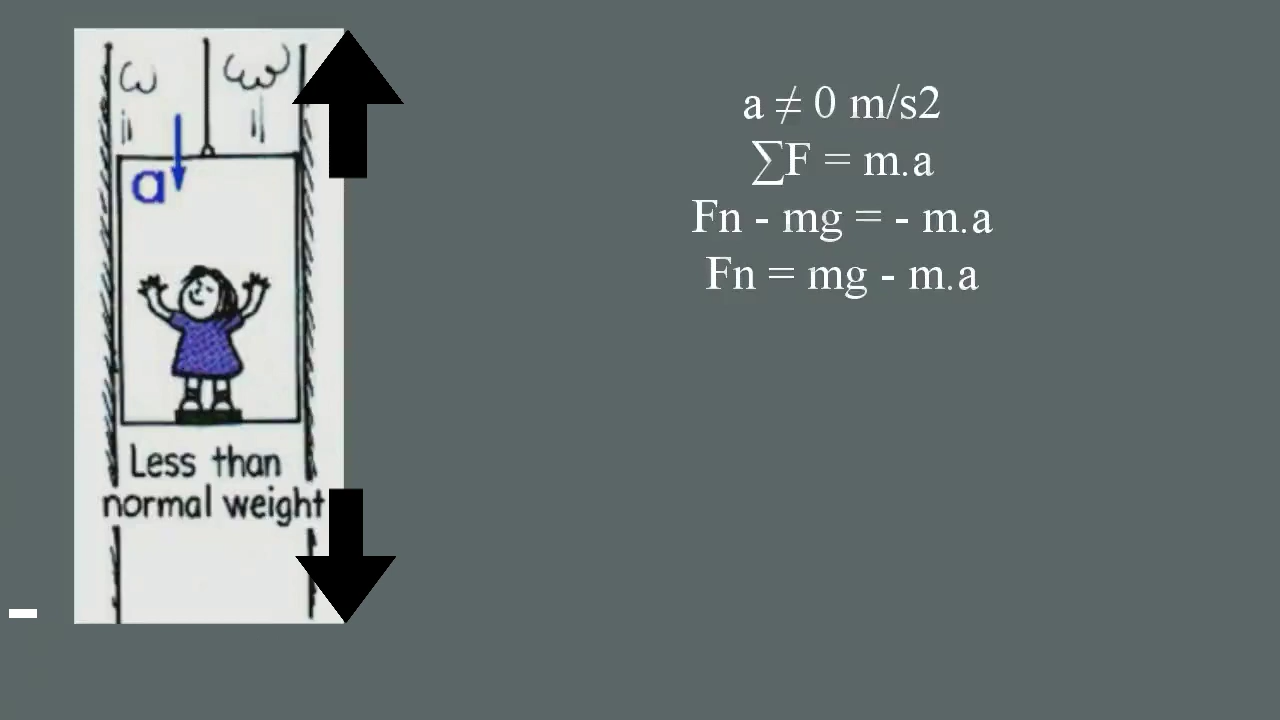 a
Less than
normal weight
-
a ≠ 0 m/s2
∑F = m.a
Fn - mg = - m.a
Fn = mg - m.a